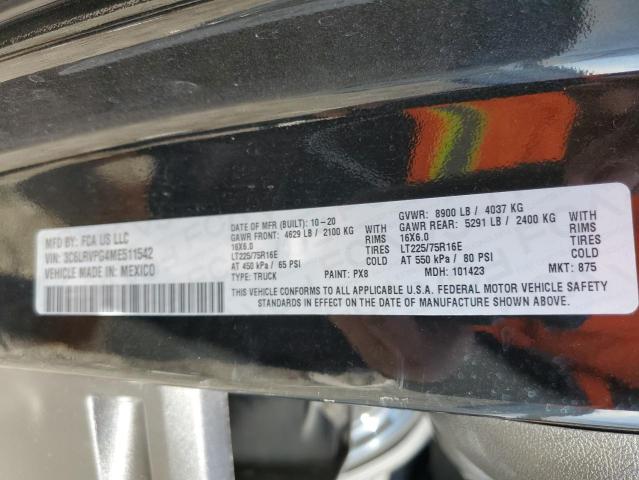 MFD BY: FCA US LLC
VIN: 3C6LRVPG4ME511542
VEHICLE MADE IN: MEXICO
DATE OF MFR (BUILT): 10-20
GAWR FRONT: 4629 LB / 2100 KG WITH
16X6.0 RIMS
LT225/75R16E TIRES
AT 450 kPa / 65 PSI COLD
TYPE: TRUCK PAINT: PX8
GVWR: 8900 LB / 4037 KG
GAWR REAR: 5291 LB / 2400 KG WITH
16X6.0 RIMS
LT225/75R16E TIRES
AT 550 kPa / 80 PSI COLD
MDH: 101423 MKT: 875
THIS VEHICLE CONFORMS TO ALL APPLICABLE U.S.A. FEDERAL MOTOR VEHICLE SAFETY
STANDARDS IN EFFECT ON THE DATE OF MANUFACTURE SHOWN ABOVE.